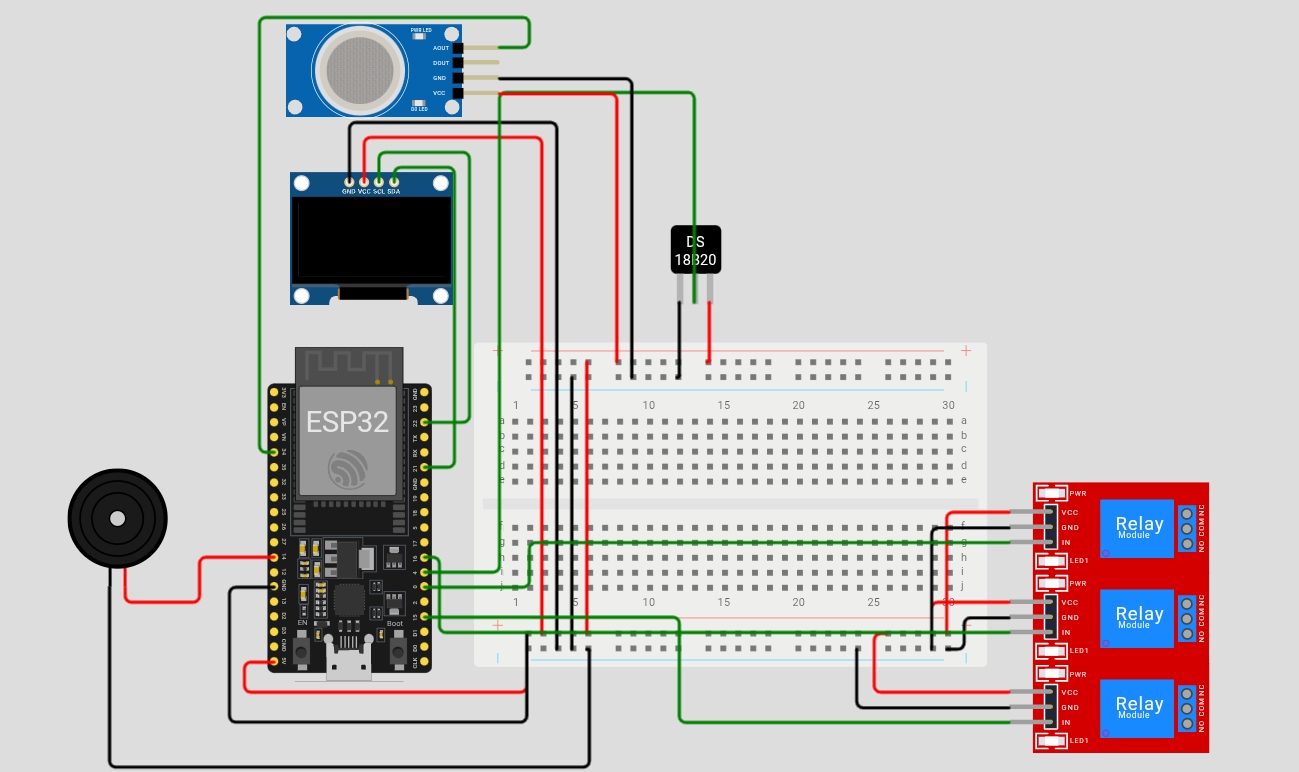 PWR LED
AOUT
DOUT
GND
VCC
DO LED
GND VCC SCL SDA
DS
18B20
ESP32
3V3
EN
VP
VN
34
35
32
33
25
26
27
14
12
GND
13
D2
D3
CMD
5V
GND
23
22
TX
RX
21
GND
19
18
5
17
16
4
0
2
15
D1
D0
CLK
EN
Boot
+ +
1 5 10 15 20 25 30
a a
b b
c c
d d
e e
f f
g g
h h
i i
j j
1 10 15 20 25 30
+ +
PWR
VCC
GND
IN
LED1
Relay
Module
NO COM NC
PWR
VCC
GND
IN
LED1
Relay
Module
NO COM NC
PWR
VCC
GND
IN
LED1
Relay
Module
NO COM NC